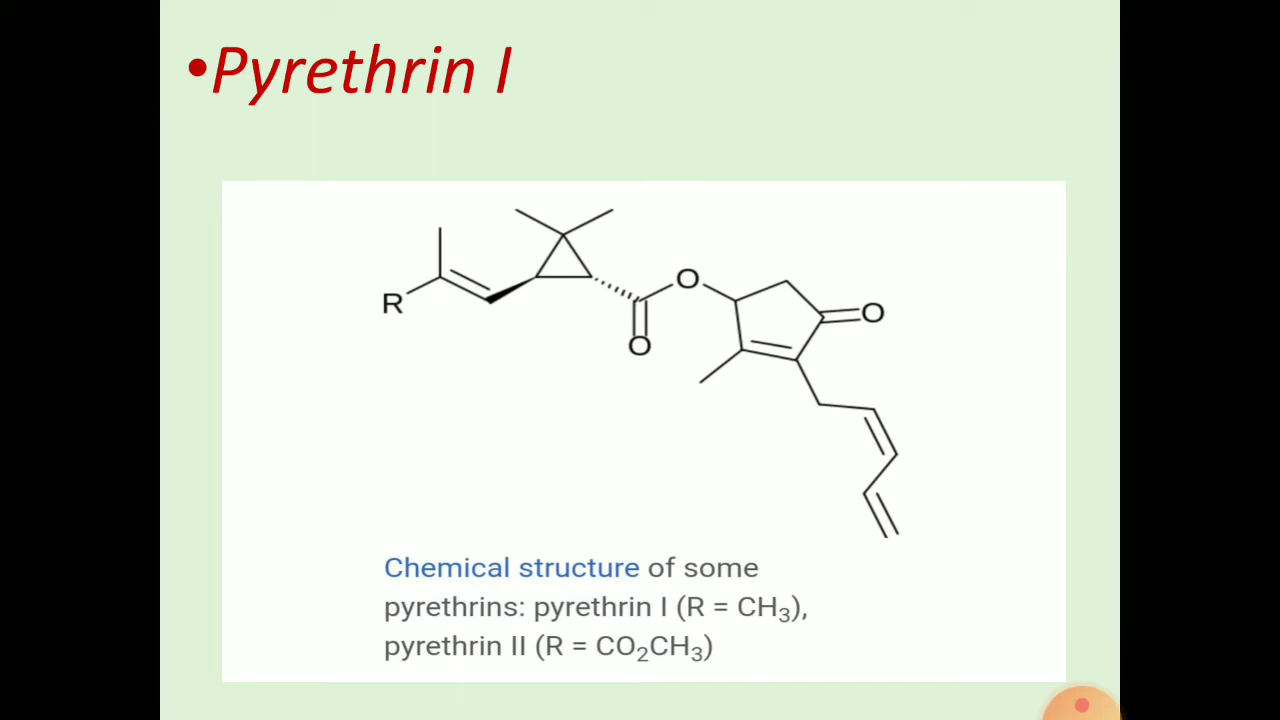 •Pyrethrin I
R
O
O
O
Chemical structure of some
pyrethrins: pyrethrin I (R = CH₃),
pyrethrin II (R = CO₂CH₃)